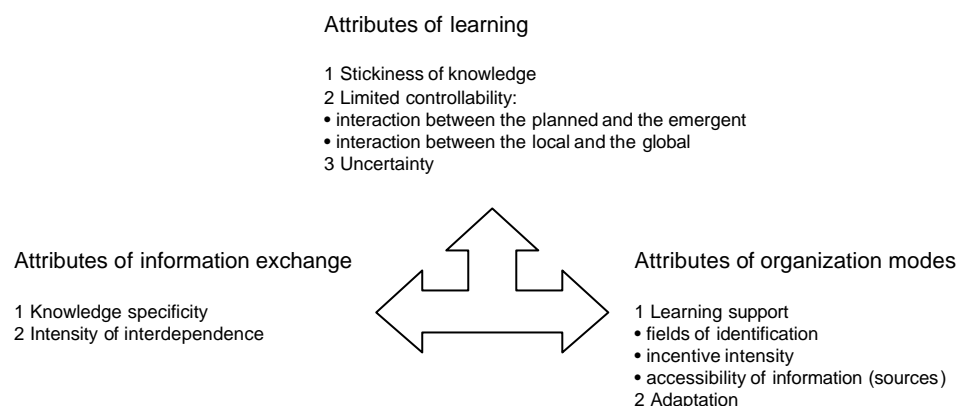 Attributes of learning
1 Stickiness of knowledge
2 Limited controllability:
• interaction between the planned and the emergent
• interaction between the local and the global
3 Uncertainty
Attributes of information exchange
1 Knowledge specificity
2 Intensity of interdependence
Attributes of organization modes
1 Learning support
• fields of identification
• incentive intensity
• accessibility of information (sources)
2 Adaptation